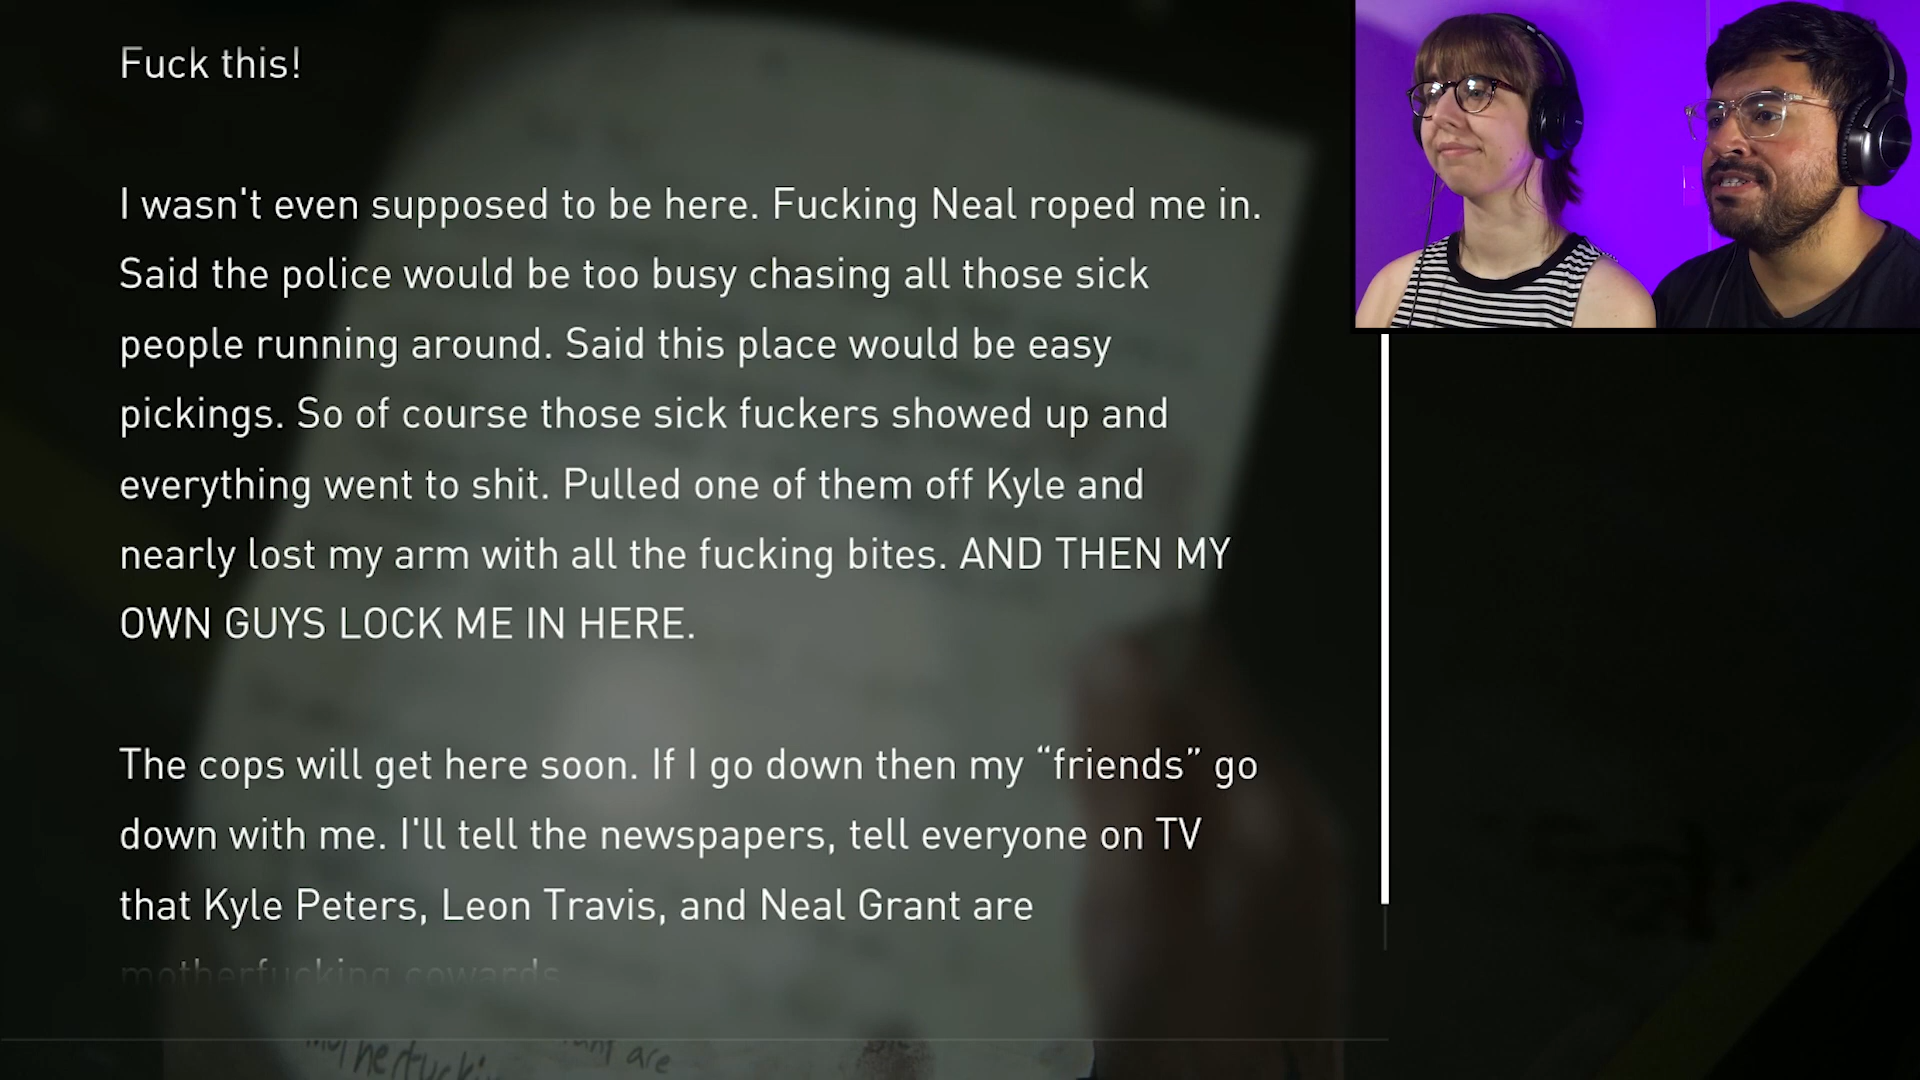 Fuck this!
I wasn't even supposed to be here. Fucking Neal roped me in.
Said the police would be too busy chasing all those sick
people running around. Said this place would be easy
pickings. So of course those sick fuckers showed up and
everything went to shit. Pulled one of them off Kyle and
nearly lost my arm with all the fucking bites. AND THEN MY
OWN GUYS LOCK ME IN HERE.
The cops will get here soon. If I go down then my “friends” go
down with me. I'll tell the newspapers, tell everyone on TV
that Kyle Peters, Leon Travis, and Neal Grant are
motherfucking cowards
are